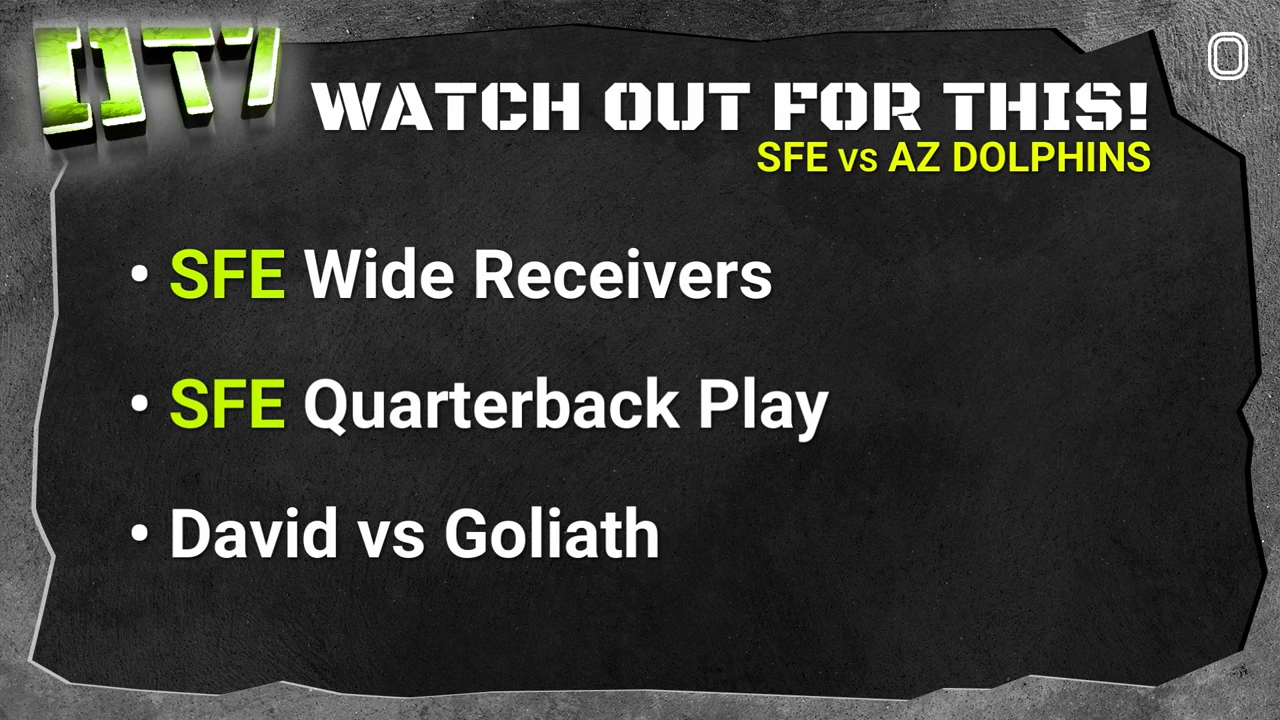 OT7
WATCH OUT FOR THIS!
SFE vs AZ DOLPHINS
• SFE Wide Receivers
• SFE Quarterback Play
• David vs Goliath